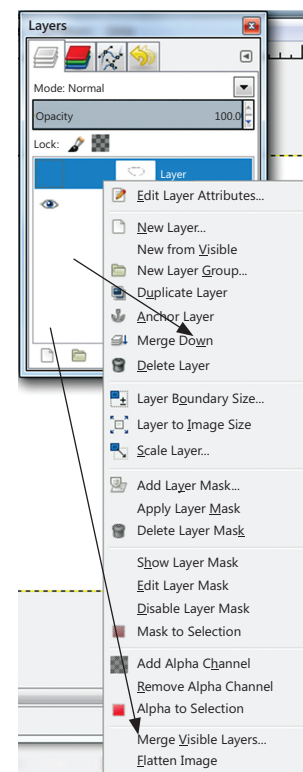 Layers
Mode: Normal
Opacity 100.0
Lock:
Layer
Edit Layer Attributes...
New Layer...
New from Visible
New Layer Group...
Duplicate Layer
Anchor Layer
Merge Down
Delete Layer
Layer Boundary Size...
Layer to Image Size
Scale Layer...
Add Layer Mask...
Apply Layer Mask
Delete Layer Mask
Show Layer Mask
Edit Layer Mask
Disable Layer Mask
Mask to Selection
Add Alpha Channel
Remove Alpha Channel
Alpha to Selection
Merge Visible Layers...
Flatten Image